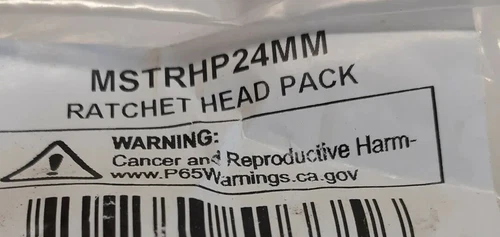 MSTRHP24MM
RATCHET HEAD PACK
WARNING:
Cancer and Reproductive Harm-
www.P65Warnings.ca.gov